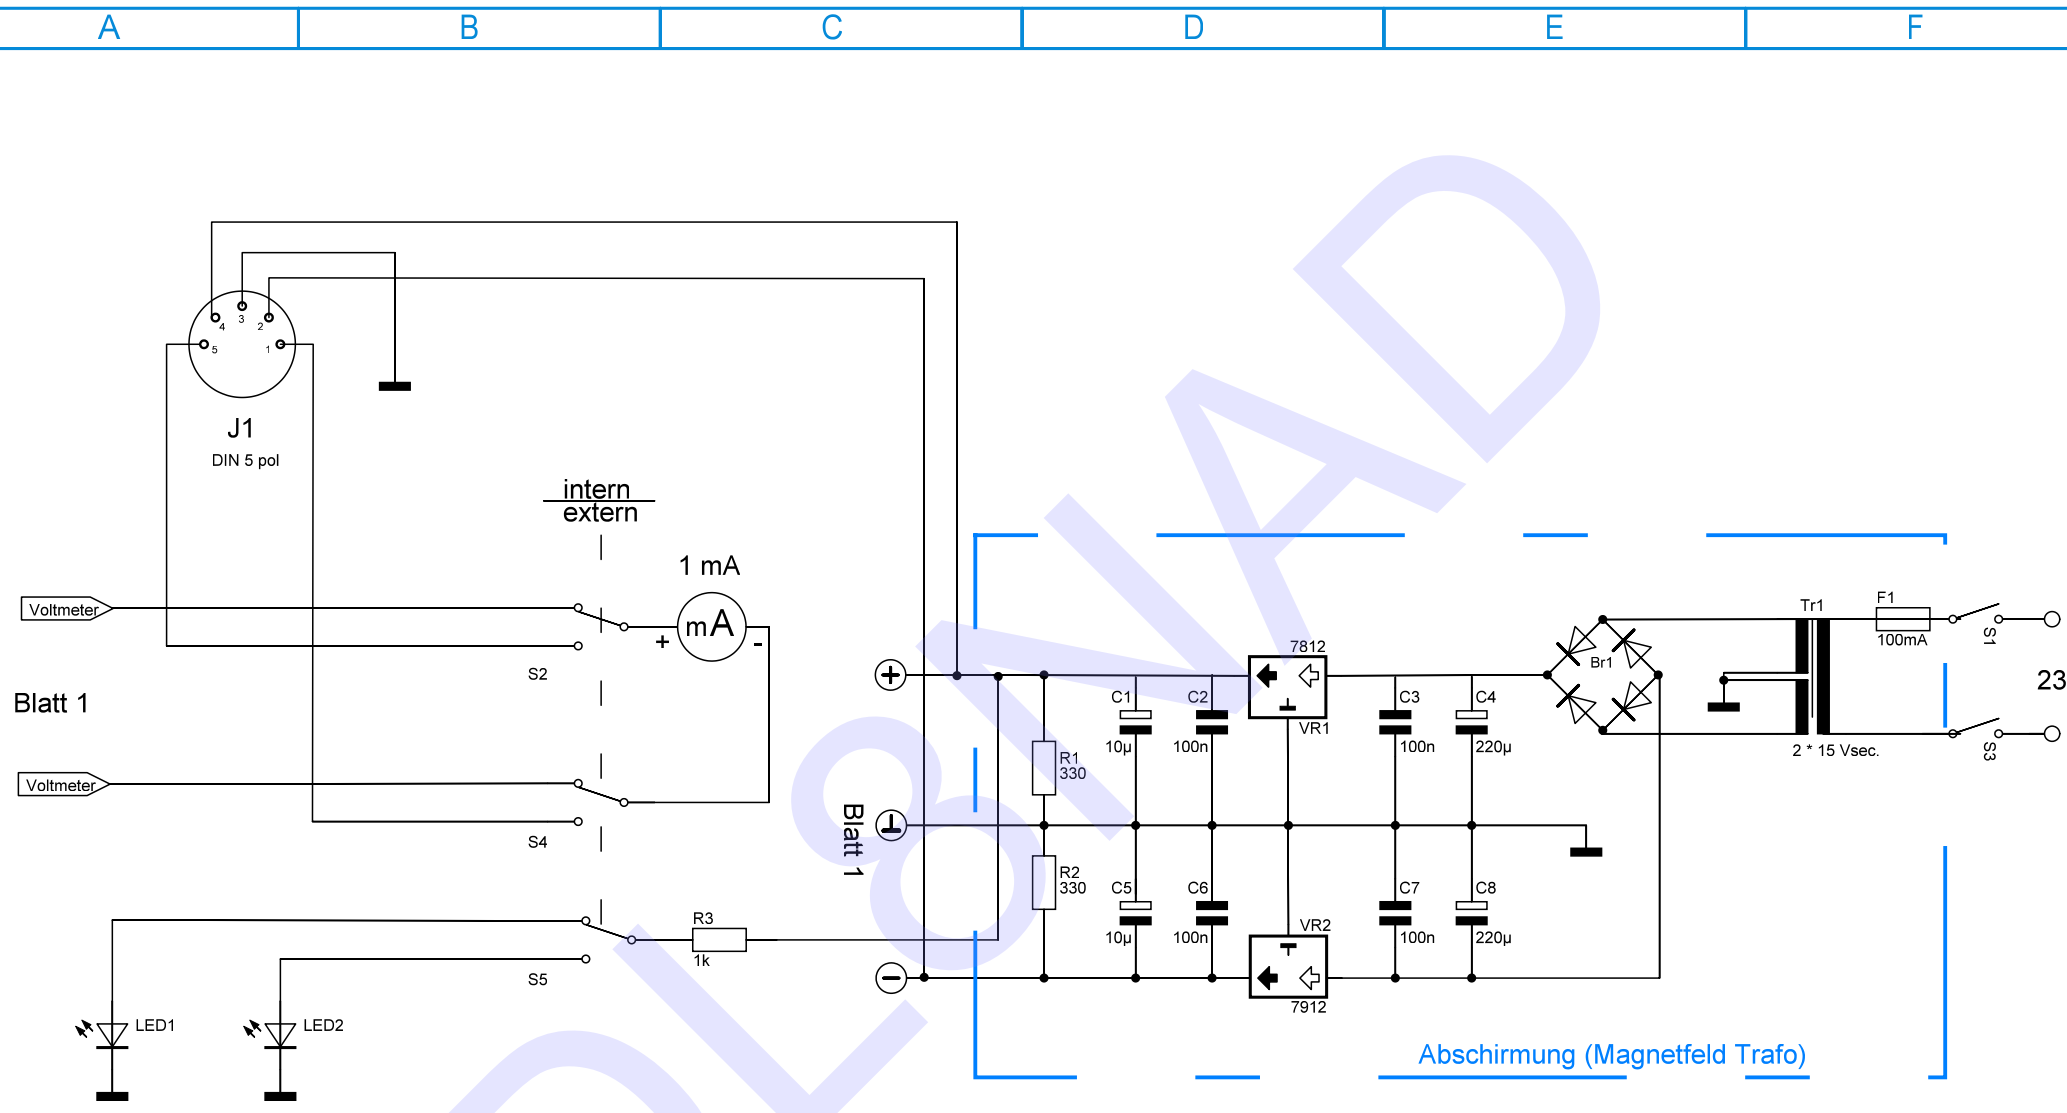 A B C D E F
4 3 2 5 1
J1
DIN 5 pol
intern
extern
1 mA
Voltmeter
mA
+ -
S2
Blatt 1
Voltmeter
S4
R3
1k
S5
LED1 LED2
+
Blatt 1
7812
VR1
C1 C2 C3 C4
10µ 100n 100n 220µ
R1
330
R2
330
C5 C6 C7 C8
10µ 100n 100n 220µ
VR2
7912
Br1
Tr1
2 * 15 Vsec.
F1
100mA
S1
23
S3
Abschirmung (Magnetfeld Trafo)